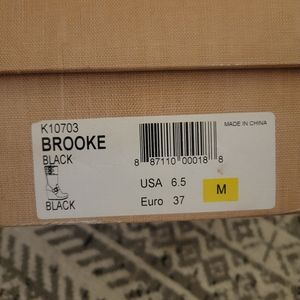 K10703
BROOKE
BLACK
BLACK
MADE IN CHINA
8 87110 00018 8
USA 6.5
Euro 37
M